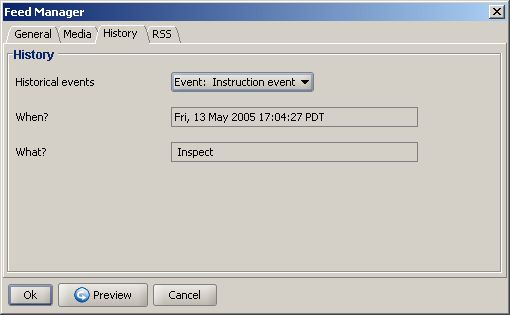 Feed Manager
General Media History RSS
History
Historical events Event: Instruction event
When? Fri, 13 May 2005 17:04:27 PDT
What? Inspect
Ok Preview Cancel